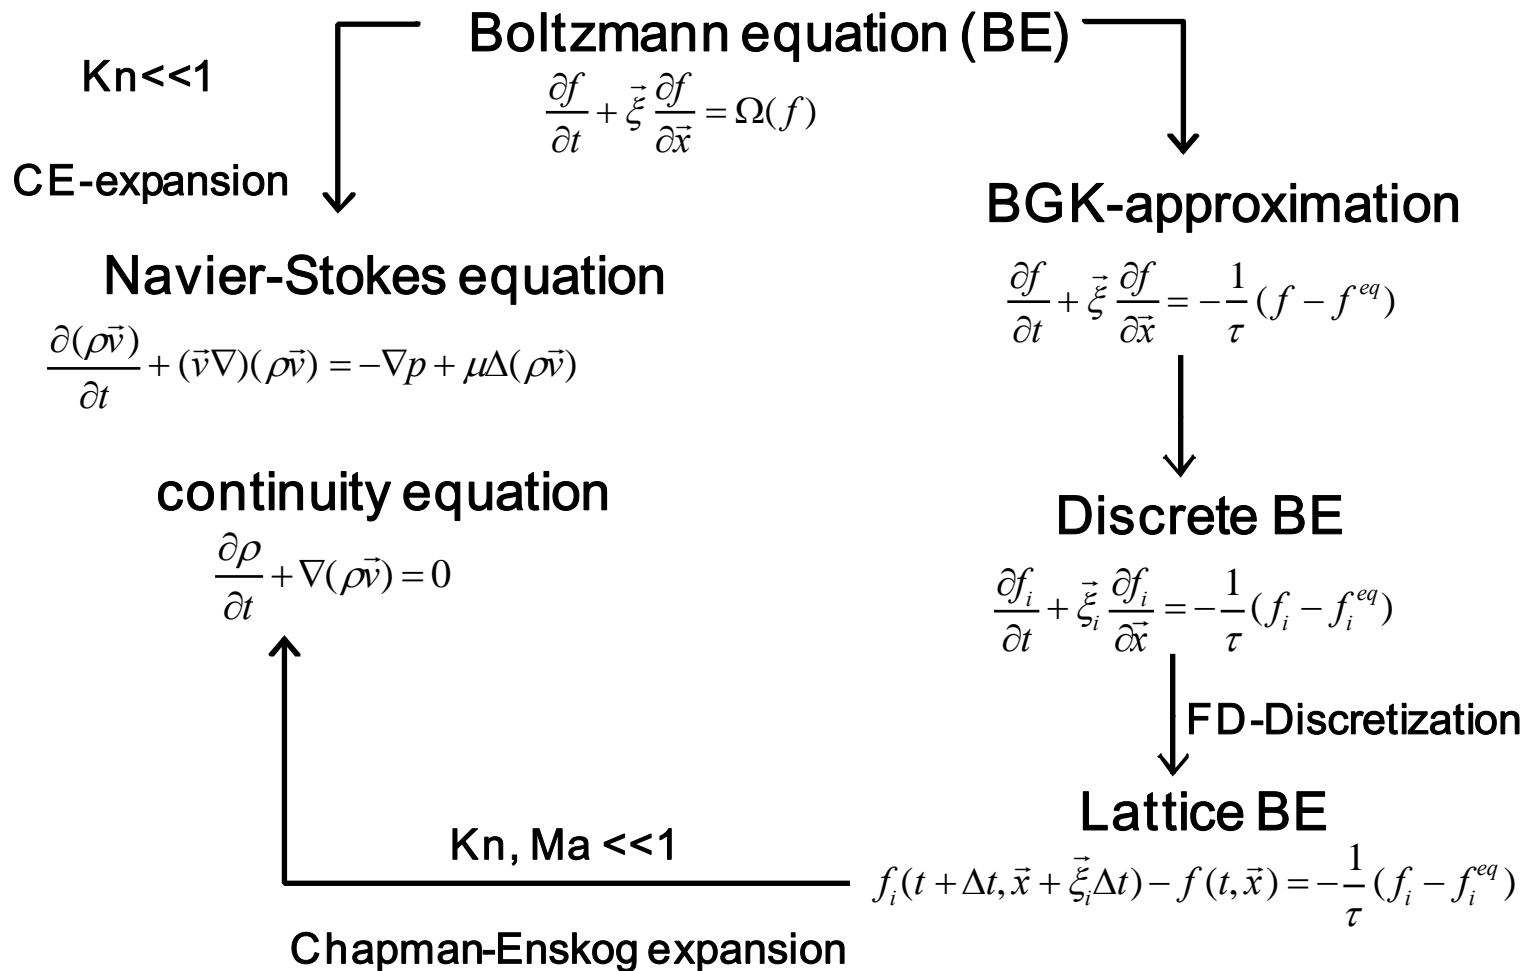 Boltzmann equation (BE)
∂f/∂t + ξ⃗ ∂f/∂x⃗ = Ω(f)
Kn<<1
CE-expansion
Navier-Stokes equation
∂(ρv⃗)/∂t + (v⃗∇)(ρv⃗) = −∇p + μΔ(ρv⃗)
continuity equation
∂ρ/∂t + ∇(ρv⃗) = 0
BGK-approximation
∂f/∂t + ξ⃗ ∂f/∂x⃗ = −1/τ (f − f^eq)
Discrete BE
∂f_i/∂t + ξ⃗_i ∂f_i/∂x⃗ = −1/τ (f_i − f_i^eq)
FD-Discretization
Lattice BE
f_i(t + Δt, x⃗ + ξ⃗_iΔt) − f(t, x⃗) = −1/τ (f_i − f_i^eq)
Kn, Ma <<1
Chapman-Enskog expansion